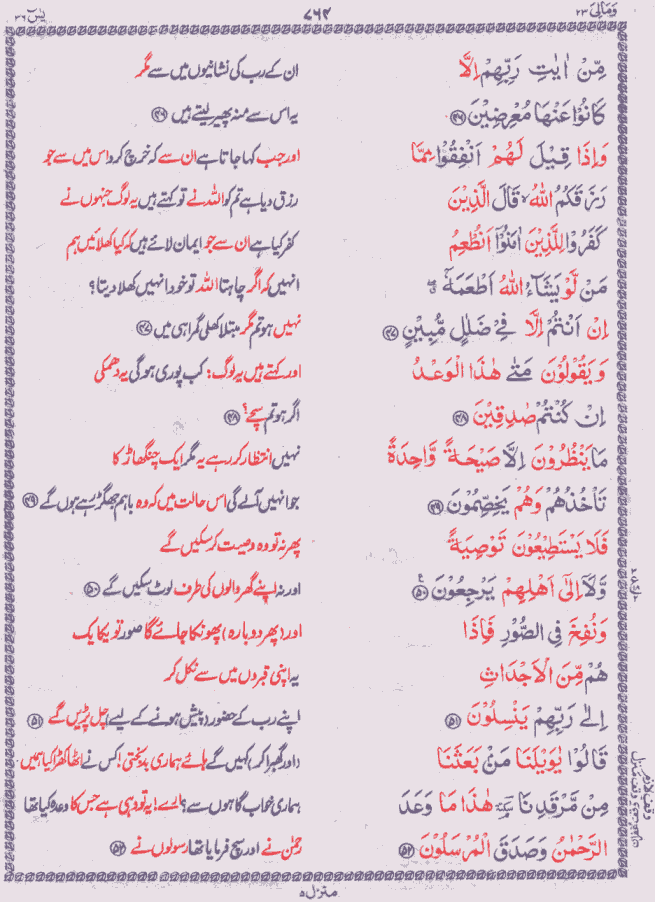 وَمَالِیَ ۲۳
۷۶۲
یٰسٓ ۳۶
مِّنْ اٰیٰتِ رَبِّهِمْ اِلَّا
ان کے رب کی نشانیوں میں سے مگر
كَانُوْا عَنْهَا مُعْرِضِیْنَ ﴿۴۶﴾
یہ اس سے منہ پھیر لیتے ہیں ﴿۴۶﴾
وَاِذَا قِیْلَ لَهُمْ اَنْفِقُوْا مِمَّا
اور جب کہا جاتا ہے ان سے کہ خرچ کرو اس میں سے جو
رَزَقَكُمُ اللّٰهُ ۙ قَالَ الَّذِیْنَ
رزق دیا ہے تم کو اللہ نے تو کہتے ہیں یہ لوگ جنہوں نے
كَفَرُوْا لِلَّذِیْنَ اٰمَنُوْۤا اَنُطْعِمُ
کفر کیا ہے ان سے جو ایمان لائے ہیں کہ کیا کھلائیں ہم
مَنْ لَّوْ یَشَآءُ اللّٰهُ اَطْعَمَهٗۤ ۖ
انہیں کہ اگر چاہتا اللہ تو خود انہیں کھلا دیتا؟
اِنْ اَنْتُمْ اِلَّا فِیْ ضَلٰلٍ مُّبِیْنٍ ﴿۴۷﴾
نہیں ہو تم مگر مبتلا کھلی گمراہی میں ﴿۴۷﴾
وَیَقُوْلُوْنَ مَتٰی هٰذَا الْوَعْدُ
اور کہتے ہیں یہ لوگ: کب پوری ہوگی یہ دھمکی
اِنْ كُنْتُمْ صٰدِقِیْنَ ﴿۴۸﴾
اگر ہو تم سچے؟ ﴿۴۸﴾
مَا یَنْظُرُوْنَ اِلَّا صَیْحَةً وَّاحِدَةً
نہیں انتظار کر رہے یہ مگر ایک چنگھاڑ کا
تَاْخُذُهُمْ وَهُمْ یَخِصِّمُوْنَ ﴿۴۹﴾
جو انہیں آلے گی اس حالت میں کہ وہ باہم جھگڑ رہے ہوں گے ﴿۴۹﴾
فَلَا یَسْتَطِیْعُوْنَ تَوْصِیَةً
پھر نہ تو وہ وصیت کر سکیں گے
وَّلَاۤ اِلٰۤی اَهْلِهِمْ یَرْجِعُوْنَ ﴿۵۰﴾
اور نہ اپنے گھر والوں کی طرف لوٹ سکیں گے ﴿۵۰﴾
وَنُفِخَ فِی الصُّوْرِ فَاِذَا
اور (پھر دوبارہ) پھونکا جائے گا صور تو یکایک
هُمْ مِّنَ الْاَجْدَاثِ
یہ اپنی قبروں میں سے نکل کر
اِلٰی رَبِّهِمْ یَنْسِلُوْنَ ﴿۵۱﴾
اپنے رب کے حضور (پیش ہونے کے لیے) چل پڑیں گے ﴿۵۱﴾
قَالُوْا یٰوَیْلَنَا مَنْۢ بَعَثَنَا
(اور گھبرا کر) کہیں گے ہائے ہماری بدبختی! کس نے اٹھا کھڑا کیا ہمیں
مِنْ مَّرْقَدِنَا هٰذَا مَا وَعَدَ
ہماری خواب گاہوں سے؟ ارے! یہ تو وہی ہے جس کا وعدہ کیا تھا
الرَّحْمٰنُ وَصَدَقَ الْمُرْسَلُوْنَ ﴿۵۲﴾
رحمٰن نے اور سچ فرمایا تھا رسولوں نے ﴿۵۲﴾
منزل ۵